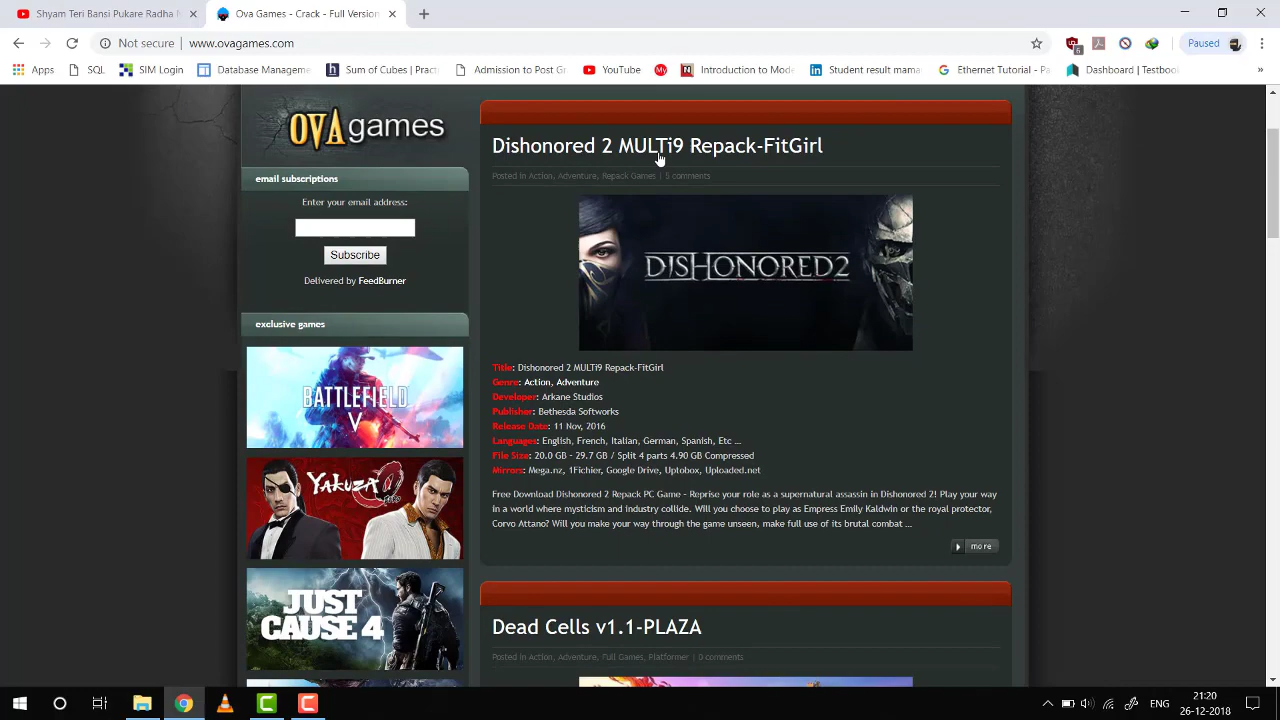 Shyam Teri Bansi Pukare Radha N
Ova Games - Crack - Full Version
Not secure | www.ovagames.com
5
Paused
Apps
SQL
SIM Login
Database Managemen
Sum or Cubes | Pract
Admission to Post Gr
YouTube
My
Introduction to Mode
Student result mama
Ethernet Tutorial - Pa
Dashboard | Testbook
»
OVAgames
email subscriptions
Enter your email address:
Subscribe
Delivered by FeedBurner
exclusive games
BATTLEFIELD
V
YAKUZA 0
JUST
CAUSE 4
Dishonored 2 MULTi9 Repack-FitGirl
Posted in Action, Adventure, Repack Games | 5 comments
DISHONORED2
Title: Dishonored 2 MULTi9 Repack-FitGirl
Genre: Action, Adventure
Developer: Arkane Studios
Publisher: Bethesda Softworks
Release Date: 11 Nov, 2016
Languages: English, French, Italian, German, Spanish, Etc ...
File Size: 20.0 GB – 29.7 GB / Split 4 parts 4.90 GB Compressed
Mirrors: Mega.nz, 1Fichier, Google Drive, Uptobox, Uploaded.net
Free Download Dishonored 2 Repack PC Game – Reprise your role as a supernatural assassin in Dishonored 2! Play your way
in a world where mysticism and industry collide. Will you choose to play as Empress Emily Kaldwin or the royal protector,
Corvo Attano? Will you make your way through the game unseen, make full use of its brutal combat ...
more
Dead Cells v1.1-PLAZA
Posted in Action, Adventure, Full Games, Platformer | 0 comments
ENG
21:20
26-12-2018